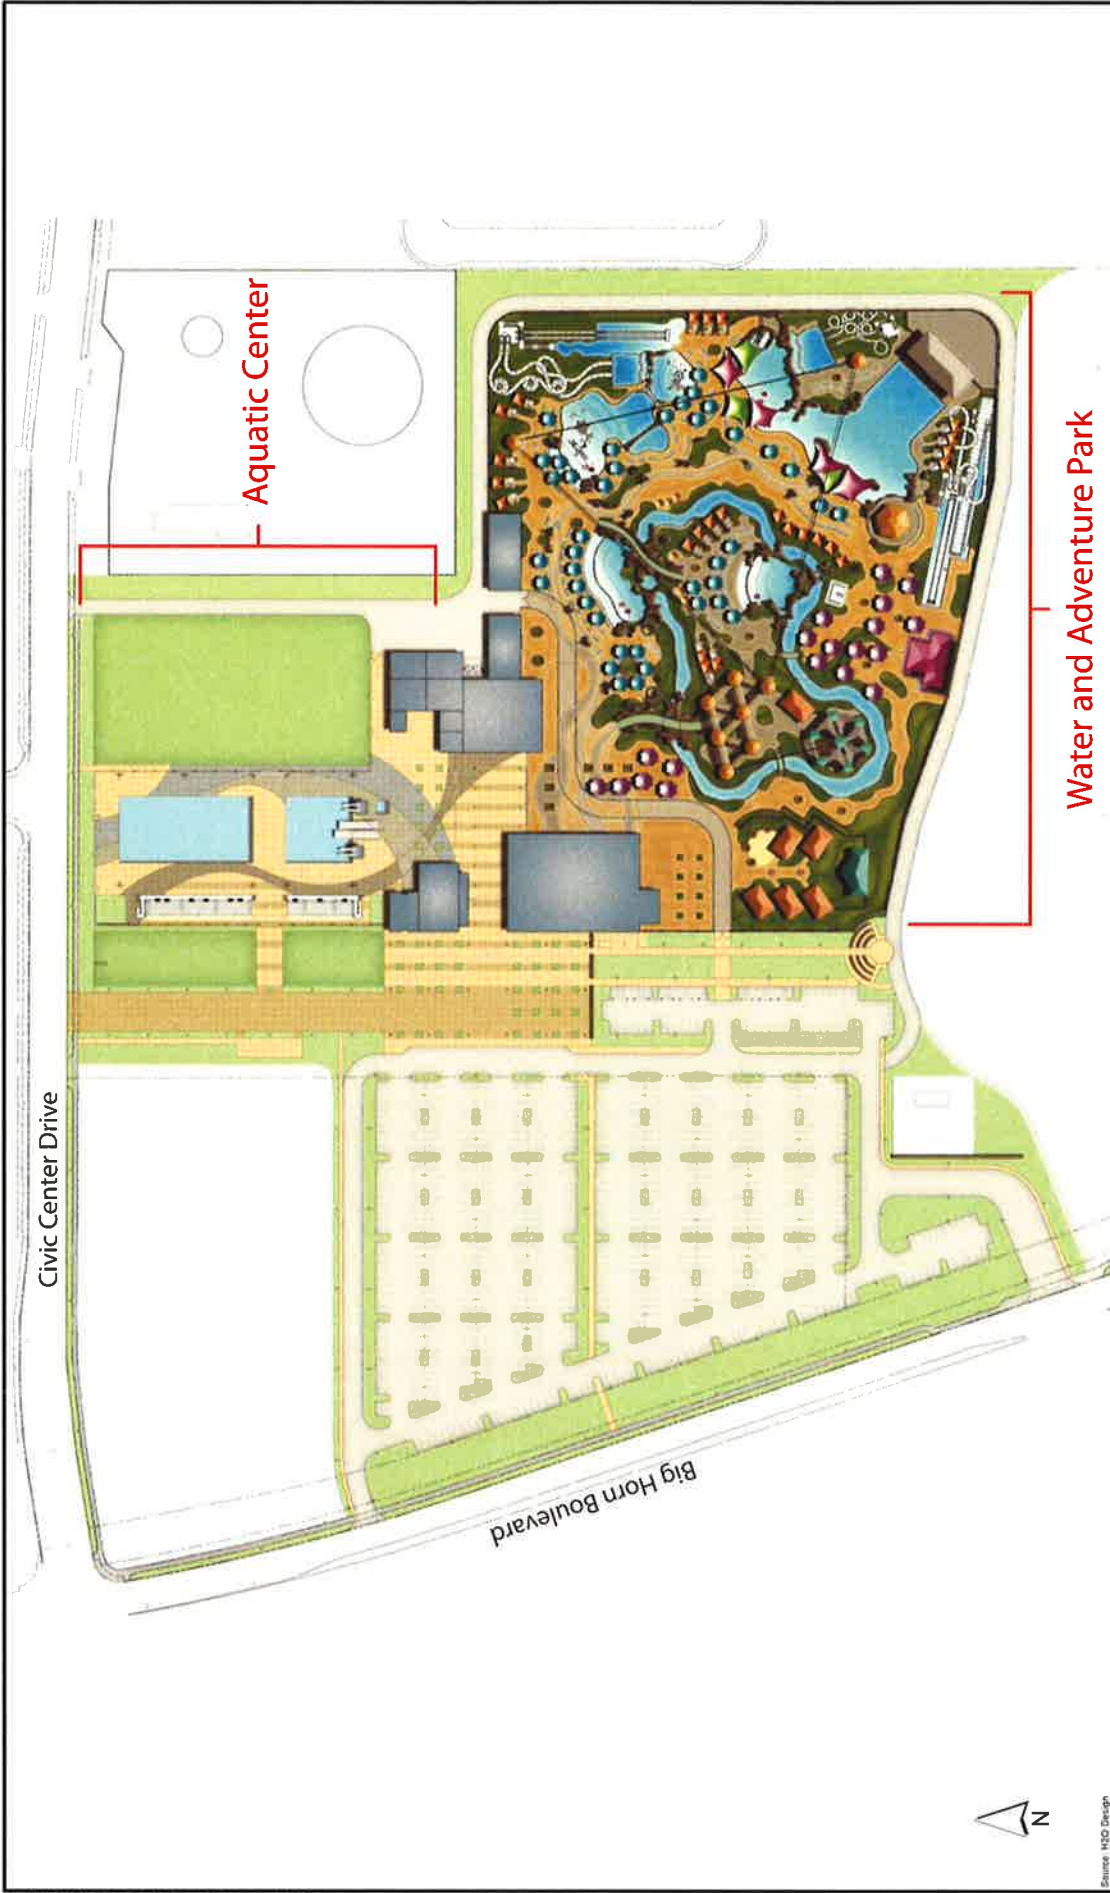 Civic Center Drive
Aquatic Center
Water and Adventure Park
Big Horn Boulevard
N
Source: H2O Design